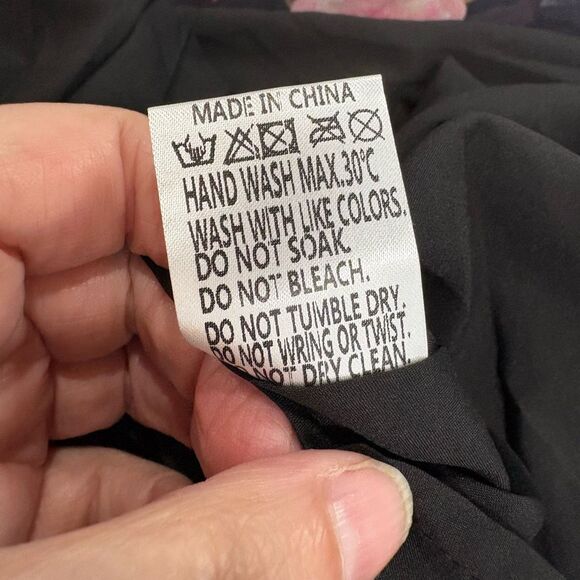 MADE IN CHINA
HAND WASH MAX.30°C
WASH WITH LIKE COLORS.
DO NOT SOAK.
DO NOT BLEACH.
DO NOT TUMBLE DRY.
DO NOT WRING OR TWIST.
NOT DRY CLEAN.